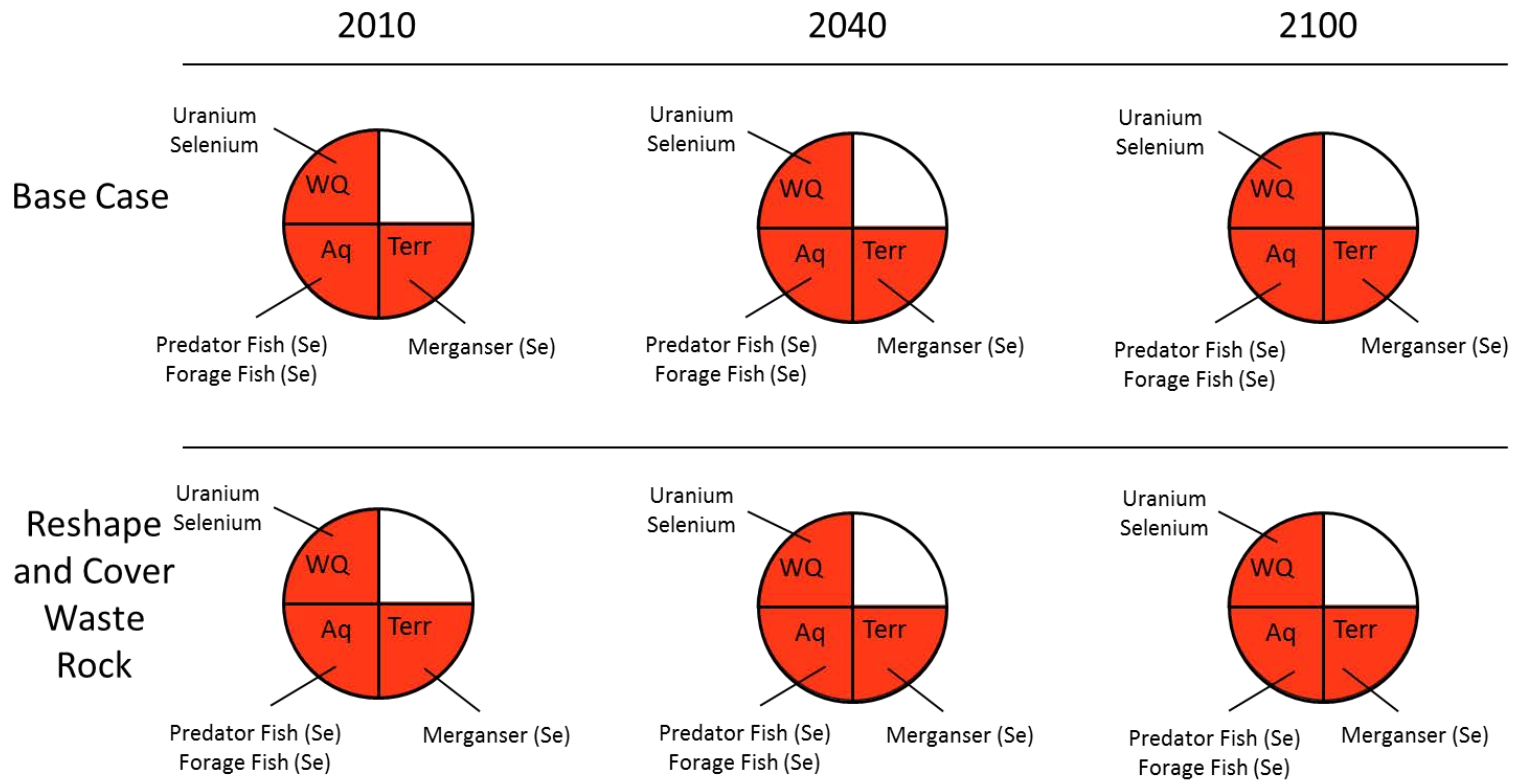 2010
2040
2100
Base Case
Uranium
Selenium
WQ
Aq
Terr
Predator Fish (Se)
Forage Fish (Se)
Merganser (Se)
Uranium
Selenium
WQ
Aq
Terr
Predator Fish (Se)
Forage Fish (Se)
Merganser (Se)
Uranium
Selenium
WQ
Aq
Terr
Predator Fish (Se)
Forage Fish (Se)
Merganser (Se)
Reshape
and Cover
Waste
Rock
Uranium
Selenium
WQ
Aq
Terr
Predator Fish (Se)
Forage Fish (Se)
Merganser (Se)
Uranium
Selenium
WQ
Aq
Terr
Predator Fish (Se)
Forage Fish (Se)
Merganser (Se)
Uranium
Selenium
WQ
Aq
Terr
Predator Fish (Se)
Forage Fish (Se)
Merganser (Se)